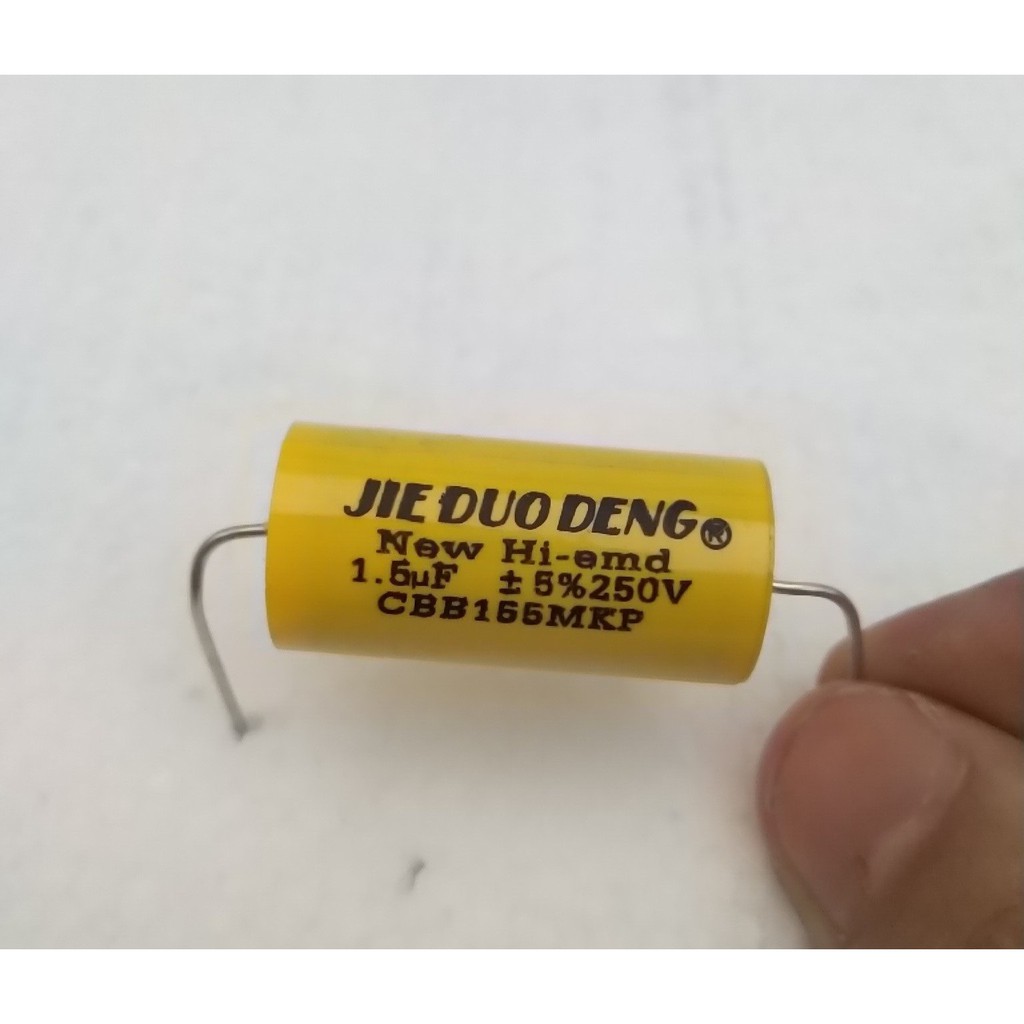 JIE DUO DENG®
New Hi-emd
1.5μF ±5%250V
CBB155MKP